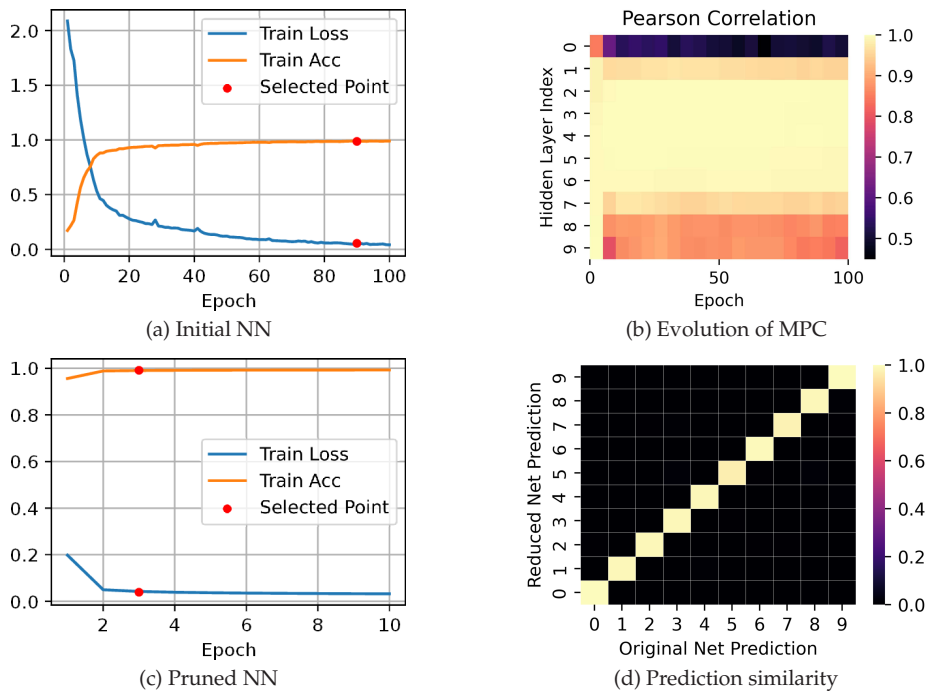 2.0
1.5
1.0
0.5
0.0
Train Loss
Train Acc
Selected Point
0 20 40 60 80 100
Epoch
(a) Initial NN
Pearson Correlation
Hidden Layer Index
0
1
2
3
4
5
6
7
8
9
0 50 100
Epoch
1.0
0.9
0.8
0.7
0.6
0.5
(b) Evolution of MPC
1.0
0.8
0.6
0.4
0.2
0.0
Train Loss
Train Acc
Selected Point
2 4 6 8 10
Epoch
(c) Pruned NN
Reduced Net Prediction
9
8
7
6
5
4
3
2
1
0
0 1 2 3 4 5 6 7 8 9
Original Net Prediction
1.0
0.8
0.6
0.4
0.2
0.0
(d) Prediction similarity